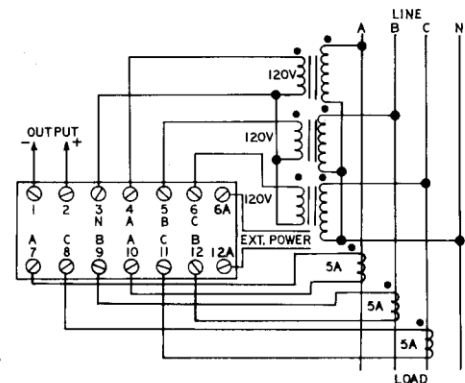 LINE
A B C N
120V
120V
120V
OUTPUT
- +
1 2 3 4 5 6 6A
N A B C
EXT. POWER
A C B A C B
7 8 9 10 11 12 12A
5A
5A
5A
LOAD